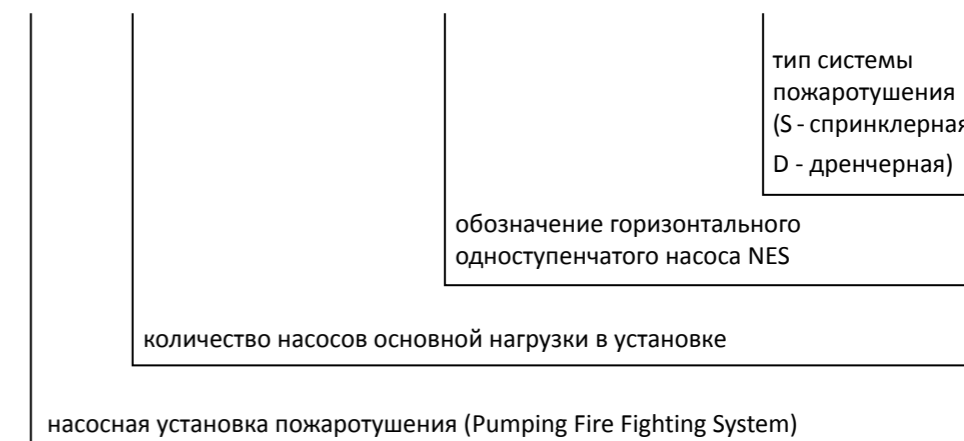 тип системы
пожаротушения
(S - спринклерная
D - дренчерная)
обозначение горизонтального
одноступенчатого насоса NES
количество насосов основной нагрузки в установке
насосная установка пожаротушения (Pumping Fire Fighting System)